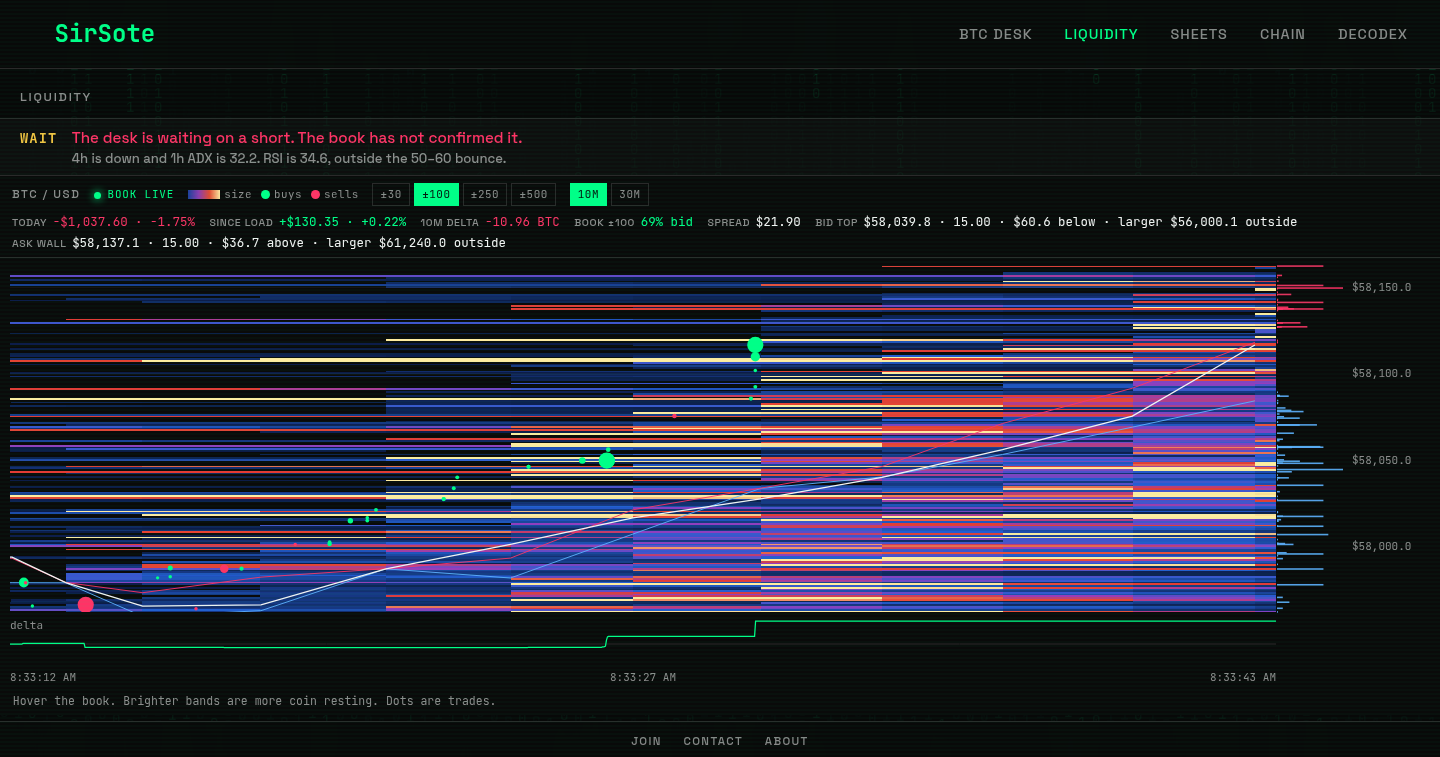 SirSote
BTC DESK LIQUIDITY SHEETS CHAIN DECODEX
LIQUIDITY
WAIT The desk is waiting on a short. The book has not confirmed it.
4h is down and 1h ADX is 32.2. RSI is 34.6, outside the 50–60 bounce.
BTC / USD BOOK LIVE size buys sells ±30 ±100 ±250 ±500 10M 30M
TODAY -$1,037.60 · -1.75% SINCE LOAD +$130.35 · +0.22% 10M DELTA -10.96 BTC BOOK ±100 69% bid SPREAD $21.90 BID TOP $58,039.8 · 15.00 · $60.6 below · larger $56,000.1 outside
ASK WALL $58,137.1 · 15.00 · $36.7 above · larger $61,240.0 outside
$58,150.0
$58,100.0
$58,050.0
$58,000.0
delta
8:33:12 AM 8:33:27 AM 8:33:43 AM
Hover the book. Brighter bands are more coin resting. Dots are trades.
JOIN CONTACT ABOUT